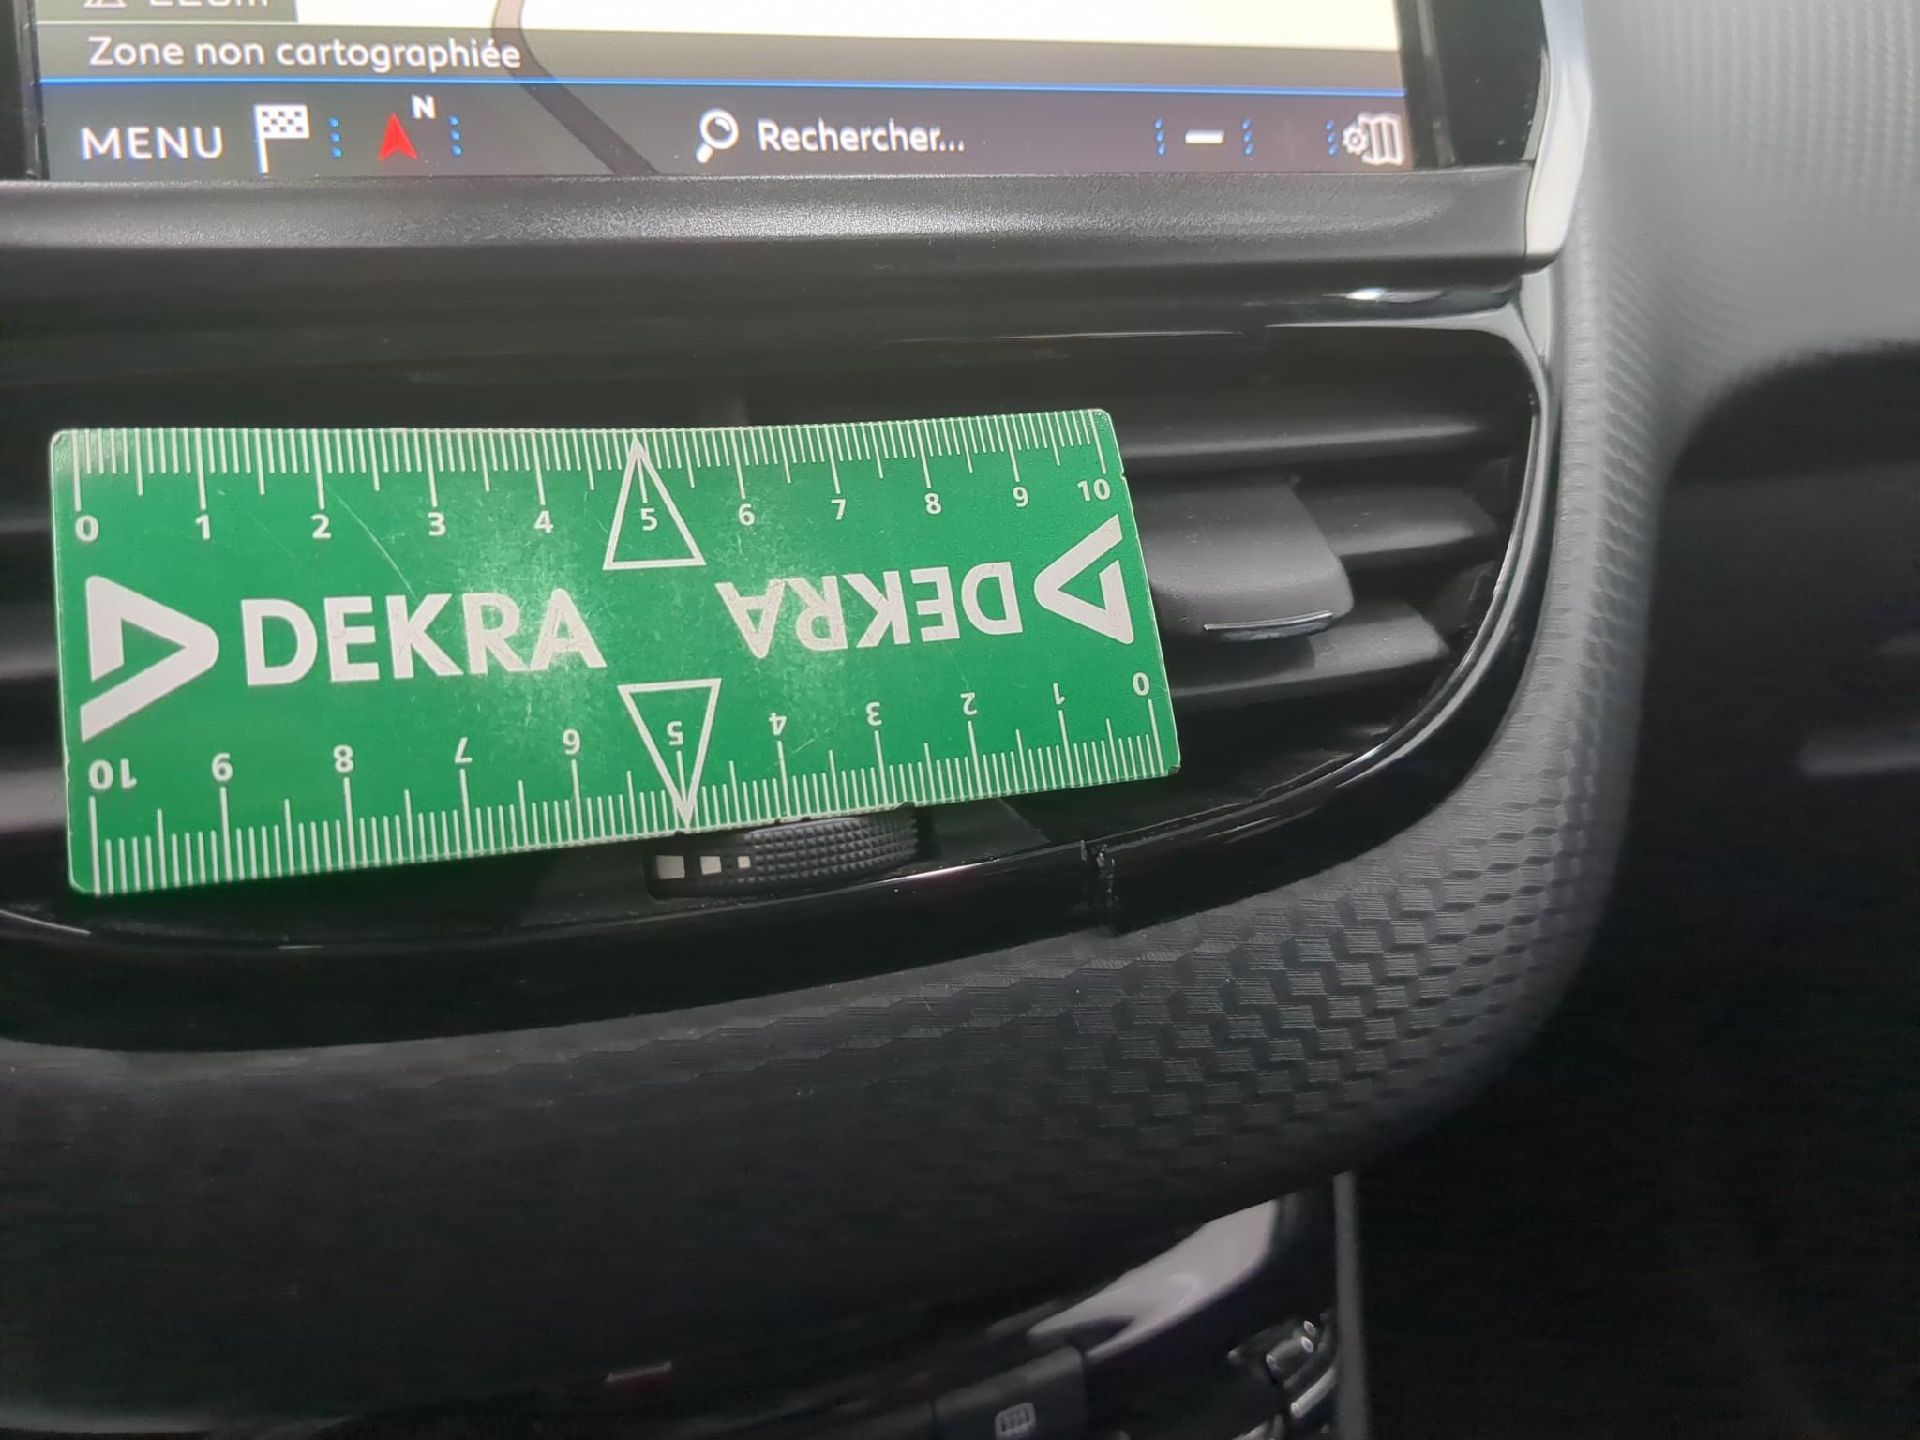 Zone non cartographiée
MENU N Rechercher...
0 1 2 3 4 5 6 7 8 9 10
DEKRA DEKRA
10 9 8 7 6 5 4 3 2 1 0